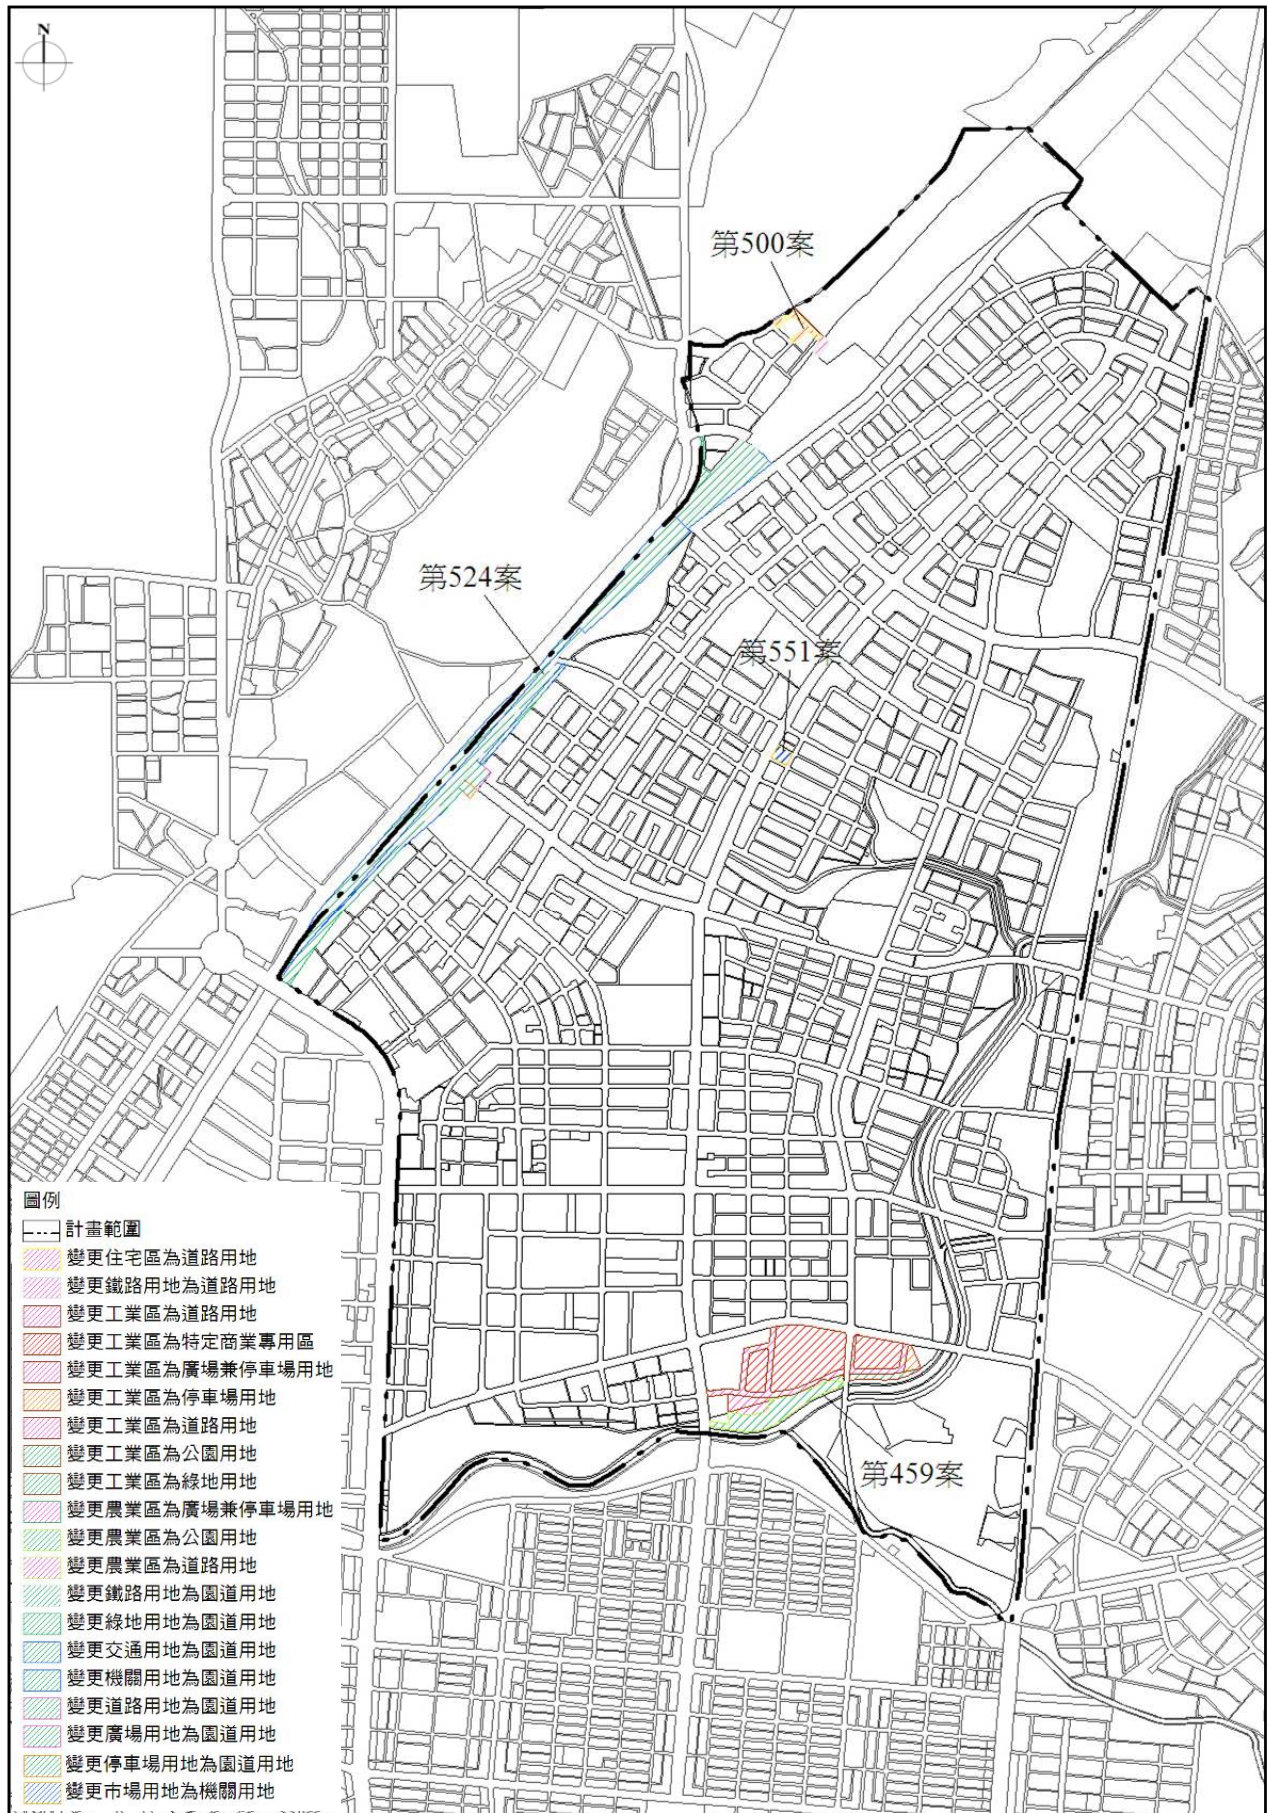 N
第500案
第524案
第551案
第459案
圖例
計畫範圍
變更住宅區為道路用地
變更鐵路用地為道路用地
變更工業區為道路用地
變更工業區為特定商業專用區
變更工業區為廣場兼停車場用地
變更工業區為停車場用地
變更工業區為道路用地
變更工業區為公園用地
變更工業區為綠地用地
變更農業區為廣場兼停車場用地
變更農業區為公園用地
變更農業區為道路用地
變更鐵路用地為園道用地
變更綠地用地為園道用地
變更交通用地為園道用地
變更機關用地為園道用地
變更道路用地為園道用地
變更廣場用地為園道用地
變更停車場用地為園道用地
變更市場用地為機關用地